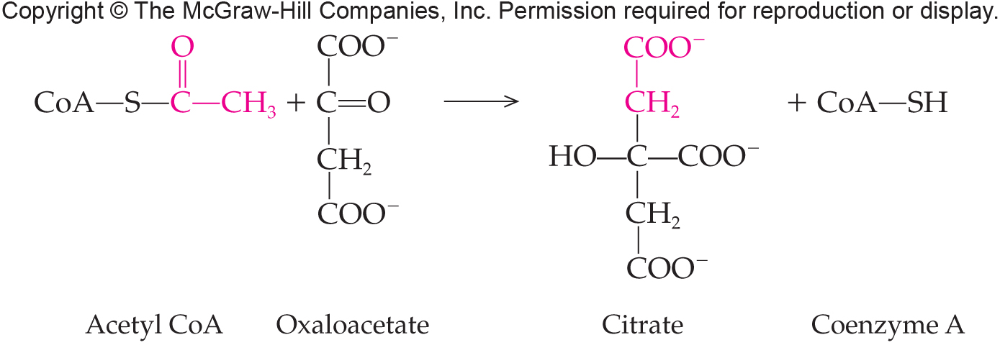 Copyright © The McGraw-Hill Companies, Inc. Permission required for reproduction or display.
O COO⁻ COO⁻
CoA—S—C—CH₃ + C=O → CH₂ + CoA—SH
CH₂ HO—C—COO⁻
COO⁻ CH₂
COO⁻
Acetyl CoA Oxaloacetate Citrate Coenzyme A